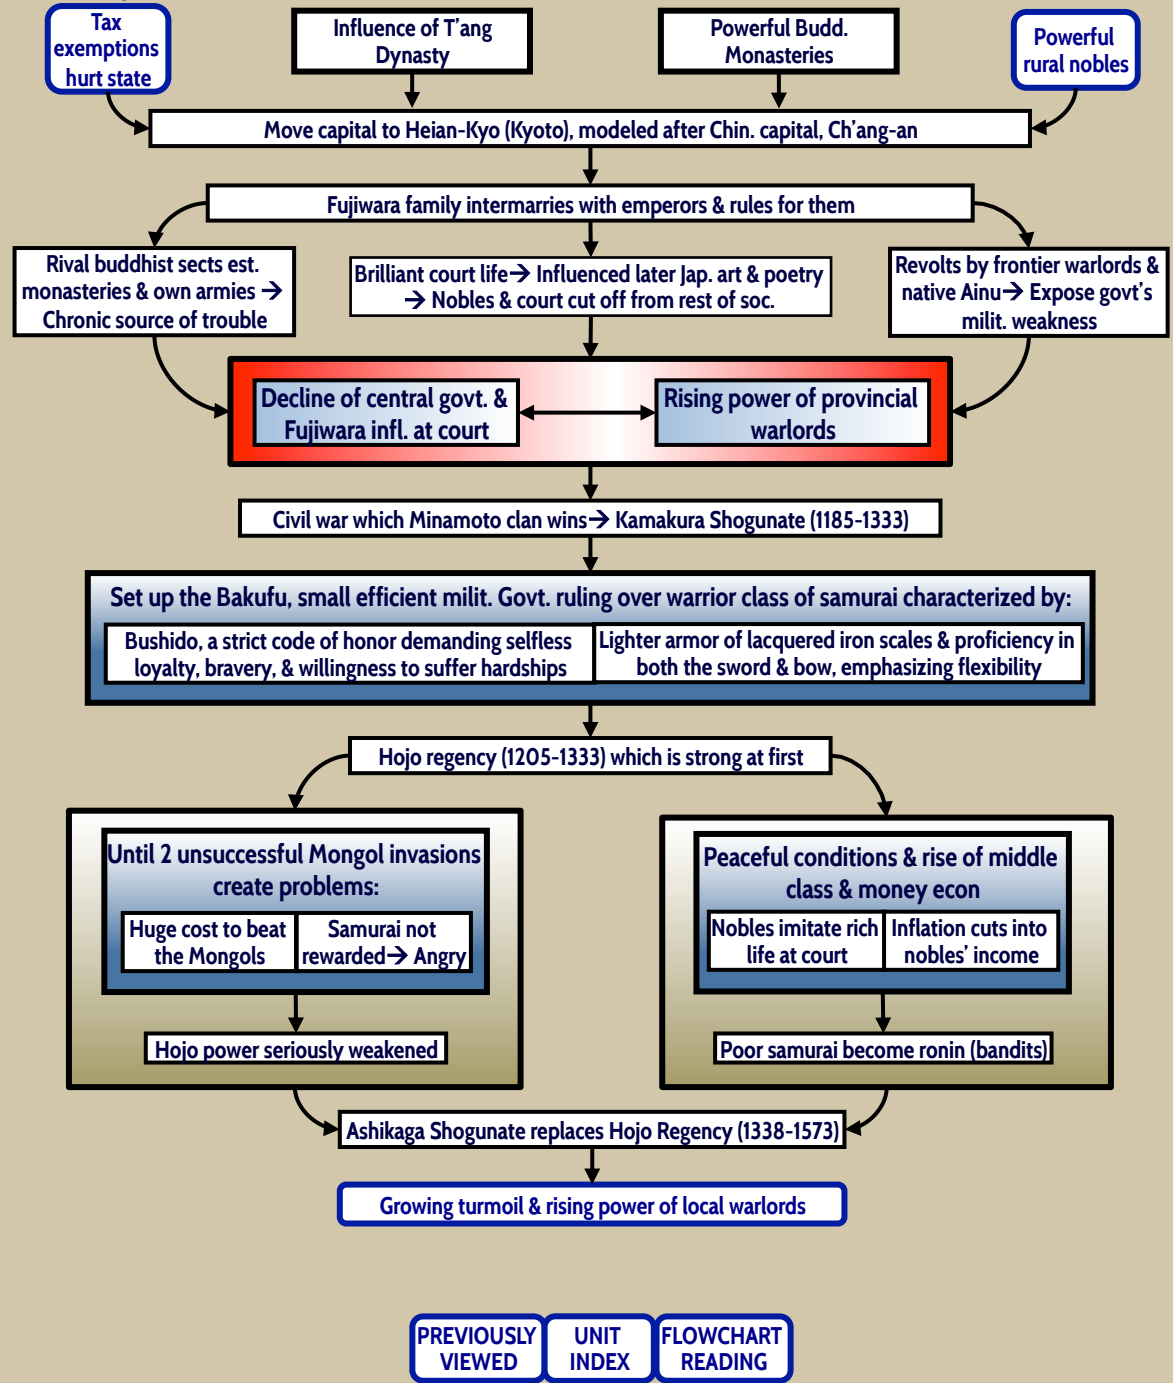 Tax
exemptions
hurt state
Influence of T’ang
Dynasty
Powerful Budd.
Monasteries
Powerful
rural nobles
Move capital to Heian-Kyo (Kyoto), modeled after Chin. capital, Ch’ang-an
Fujiwara family intermarries with emperors & rules for them
Rival buddhist sects est.
monasteries & own armies →
Chronic source of trouble
Brilliant court life→ Influenced later Jap. art & poetry
→ Nobles & court cut off from rest of soc.
Revolts by frontier warlords &
native Ainu→ Expose govt’s
milit. weakness
Decline of central govt. &
Fujiwara infl. at court
Rising power of provincial
warlords
Civil war which Minamoto clan wins→ Kamakura Shogunate (1185-1333)
Set up the Bakufu, small efficient milit. Govt. ruling over warrior class of samurai characterized by:
Bushido, a strict code of honor demanding selfless
loyalty, bravery, & willingness to suffer hardships
Lighter armor of lacquered iron scales & proficiency in
both the sword & bow, emphasizing flexibility
Hojo regency (1205-1333) which is strong at first
Until 2 unsuccessful Mongol invasions
create problems:
Huge cost to beat
the Mongols
Samurai not
rewarded→ Angry
Hojo power seriously weakened
Peaceful conditions & rise of middle
class & money econ
Nobles imitate rich
life at court
Inflation cuts into
nobles’ income
Poor samurai become ronin (bandits)
Ashikaga Shogunate replaces Hojo Regency (1338-1573)
Growing turmoil & rising power of local warlords
PREVIOUSLY
VIEWED
UNIT
INDEX
FLOWCHART
READING